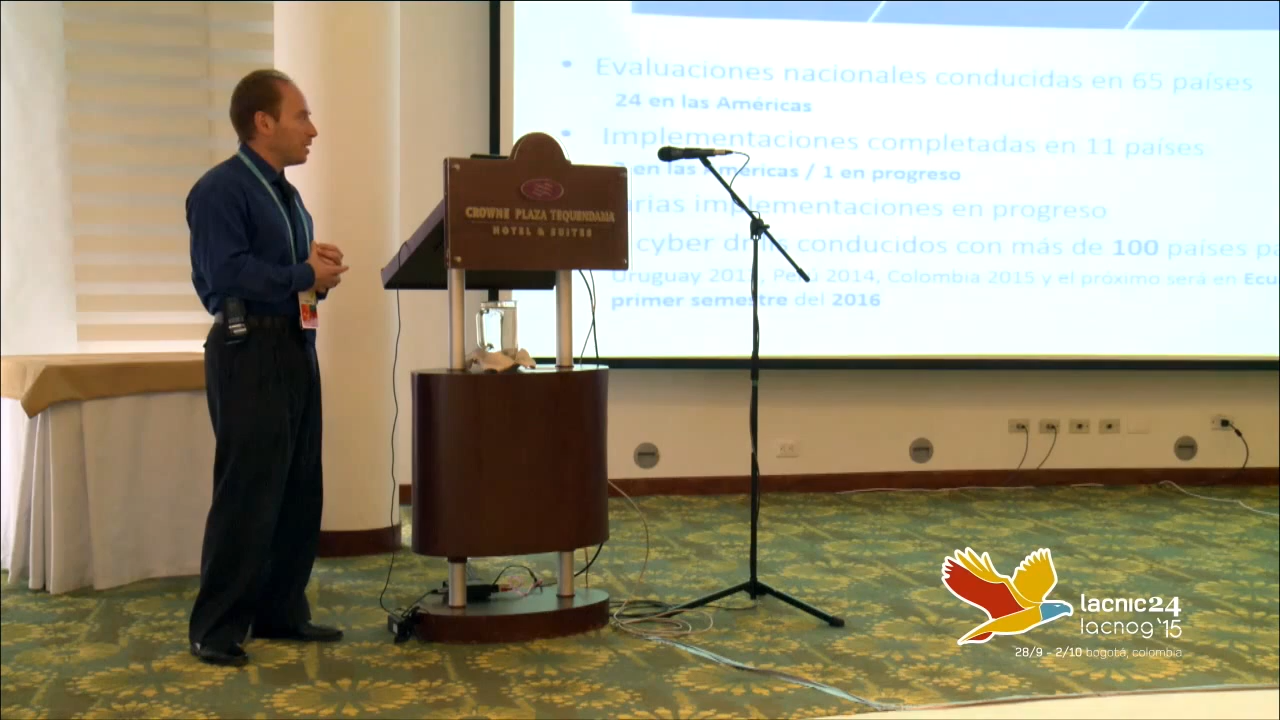 • Evaluaciones nacionales conducidas en 65 países
24 en las Américas
• Implementaciones completadas en 11 países
en las Américas / 1 en progreso
arias implementaciones en progreso
cyber drills conducidos con más de 100 países
Uruguay Perú 2014, Colombia 2015 y el próximo será en Ecu
primer semestre del 2016
CROWNE PLAZA TEQUENDAMA
HOTEL & SUITES
lacnic24
lacnog'15
28/9 - 2/10 bogotá, colombia